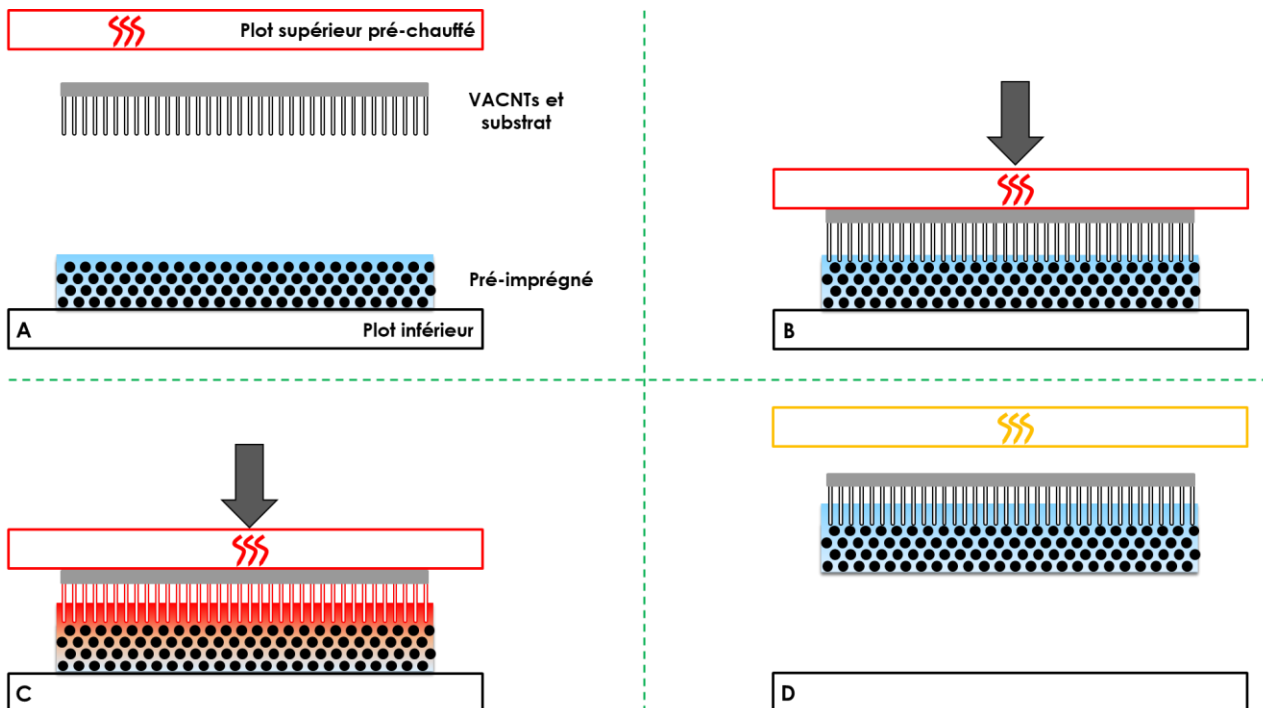 Plot supérieur pré-chauffé
VACNTs et
substrat
Pré-imprégné
A
Plot inférieur
B
C
D